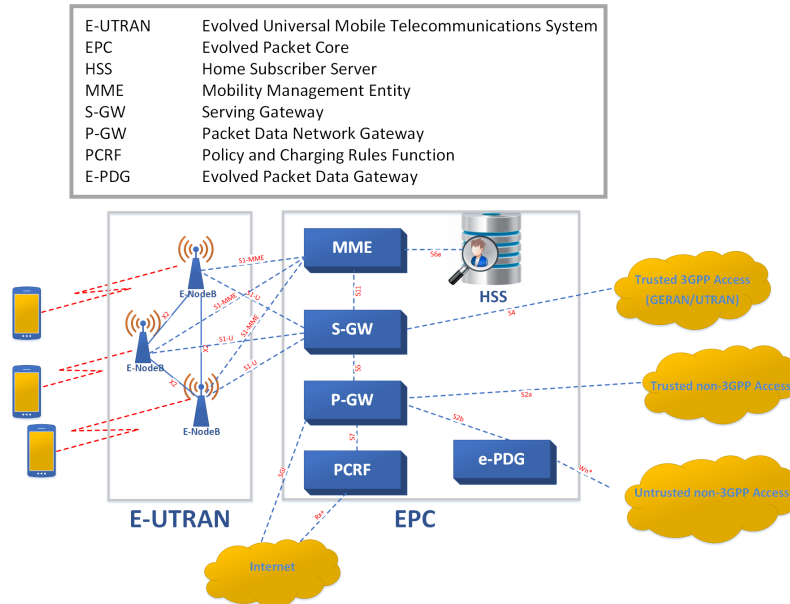 E-UTRAN Evolved Universal Mobile Telecommunications System
EPC Evolved Packet Core
HSS Home Subscriber Server
MME Mobility Management Entity
S-GW Serving Gateway
P-GW Packet Data Network Gateway
PCRF Policy and Charging Rules Function
E-PDG Evolved Packet Data Gateway
MME
S6e
HSS
S1-MME
E-NodeB
S1-MME
S1-U
S11
S1-MME
Trusted 3GPP Access
(GERAN/UTRAN)
X2
S-GW
S4
S1-U
X2
E-NodeB
S1-U
S5
X2
P-GW
S2a
Trusted non-3GPP Access
S2b
E-NodeB
S7
PCRF
e-PDG
Wn*
SGi
Untrusted non-3GPP Access
Rx+
E-UTRAN
EPC
Internet